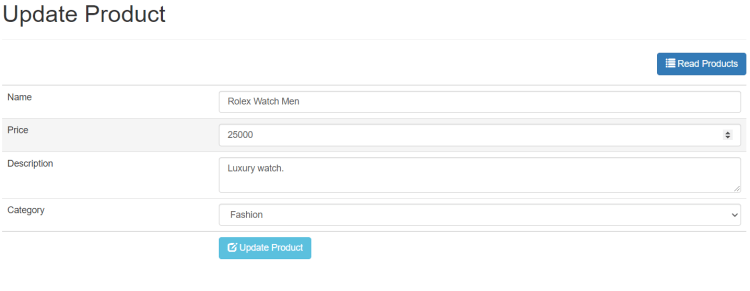 Update Product
Read Products
Name
Rolex Watch Men
Price
25000
Description
Luxury watch.
Category
Fashion
Update Product